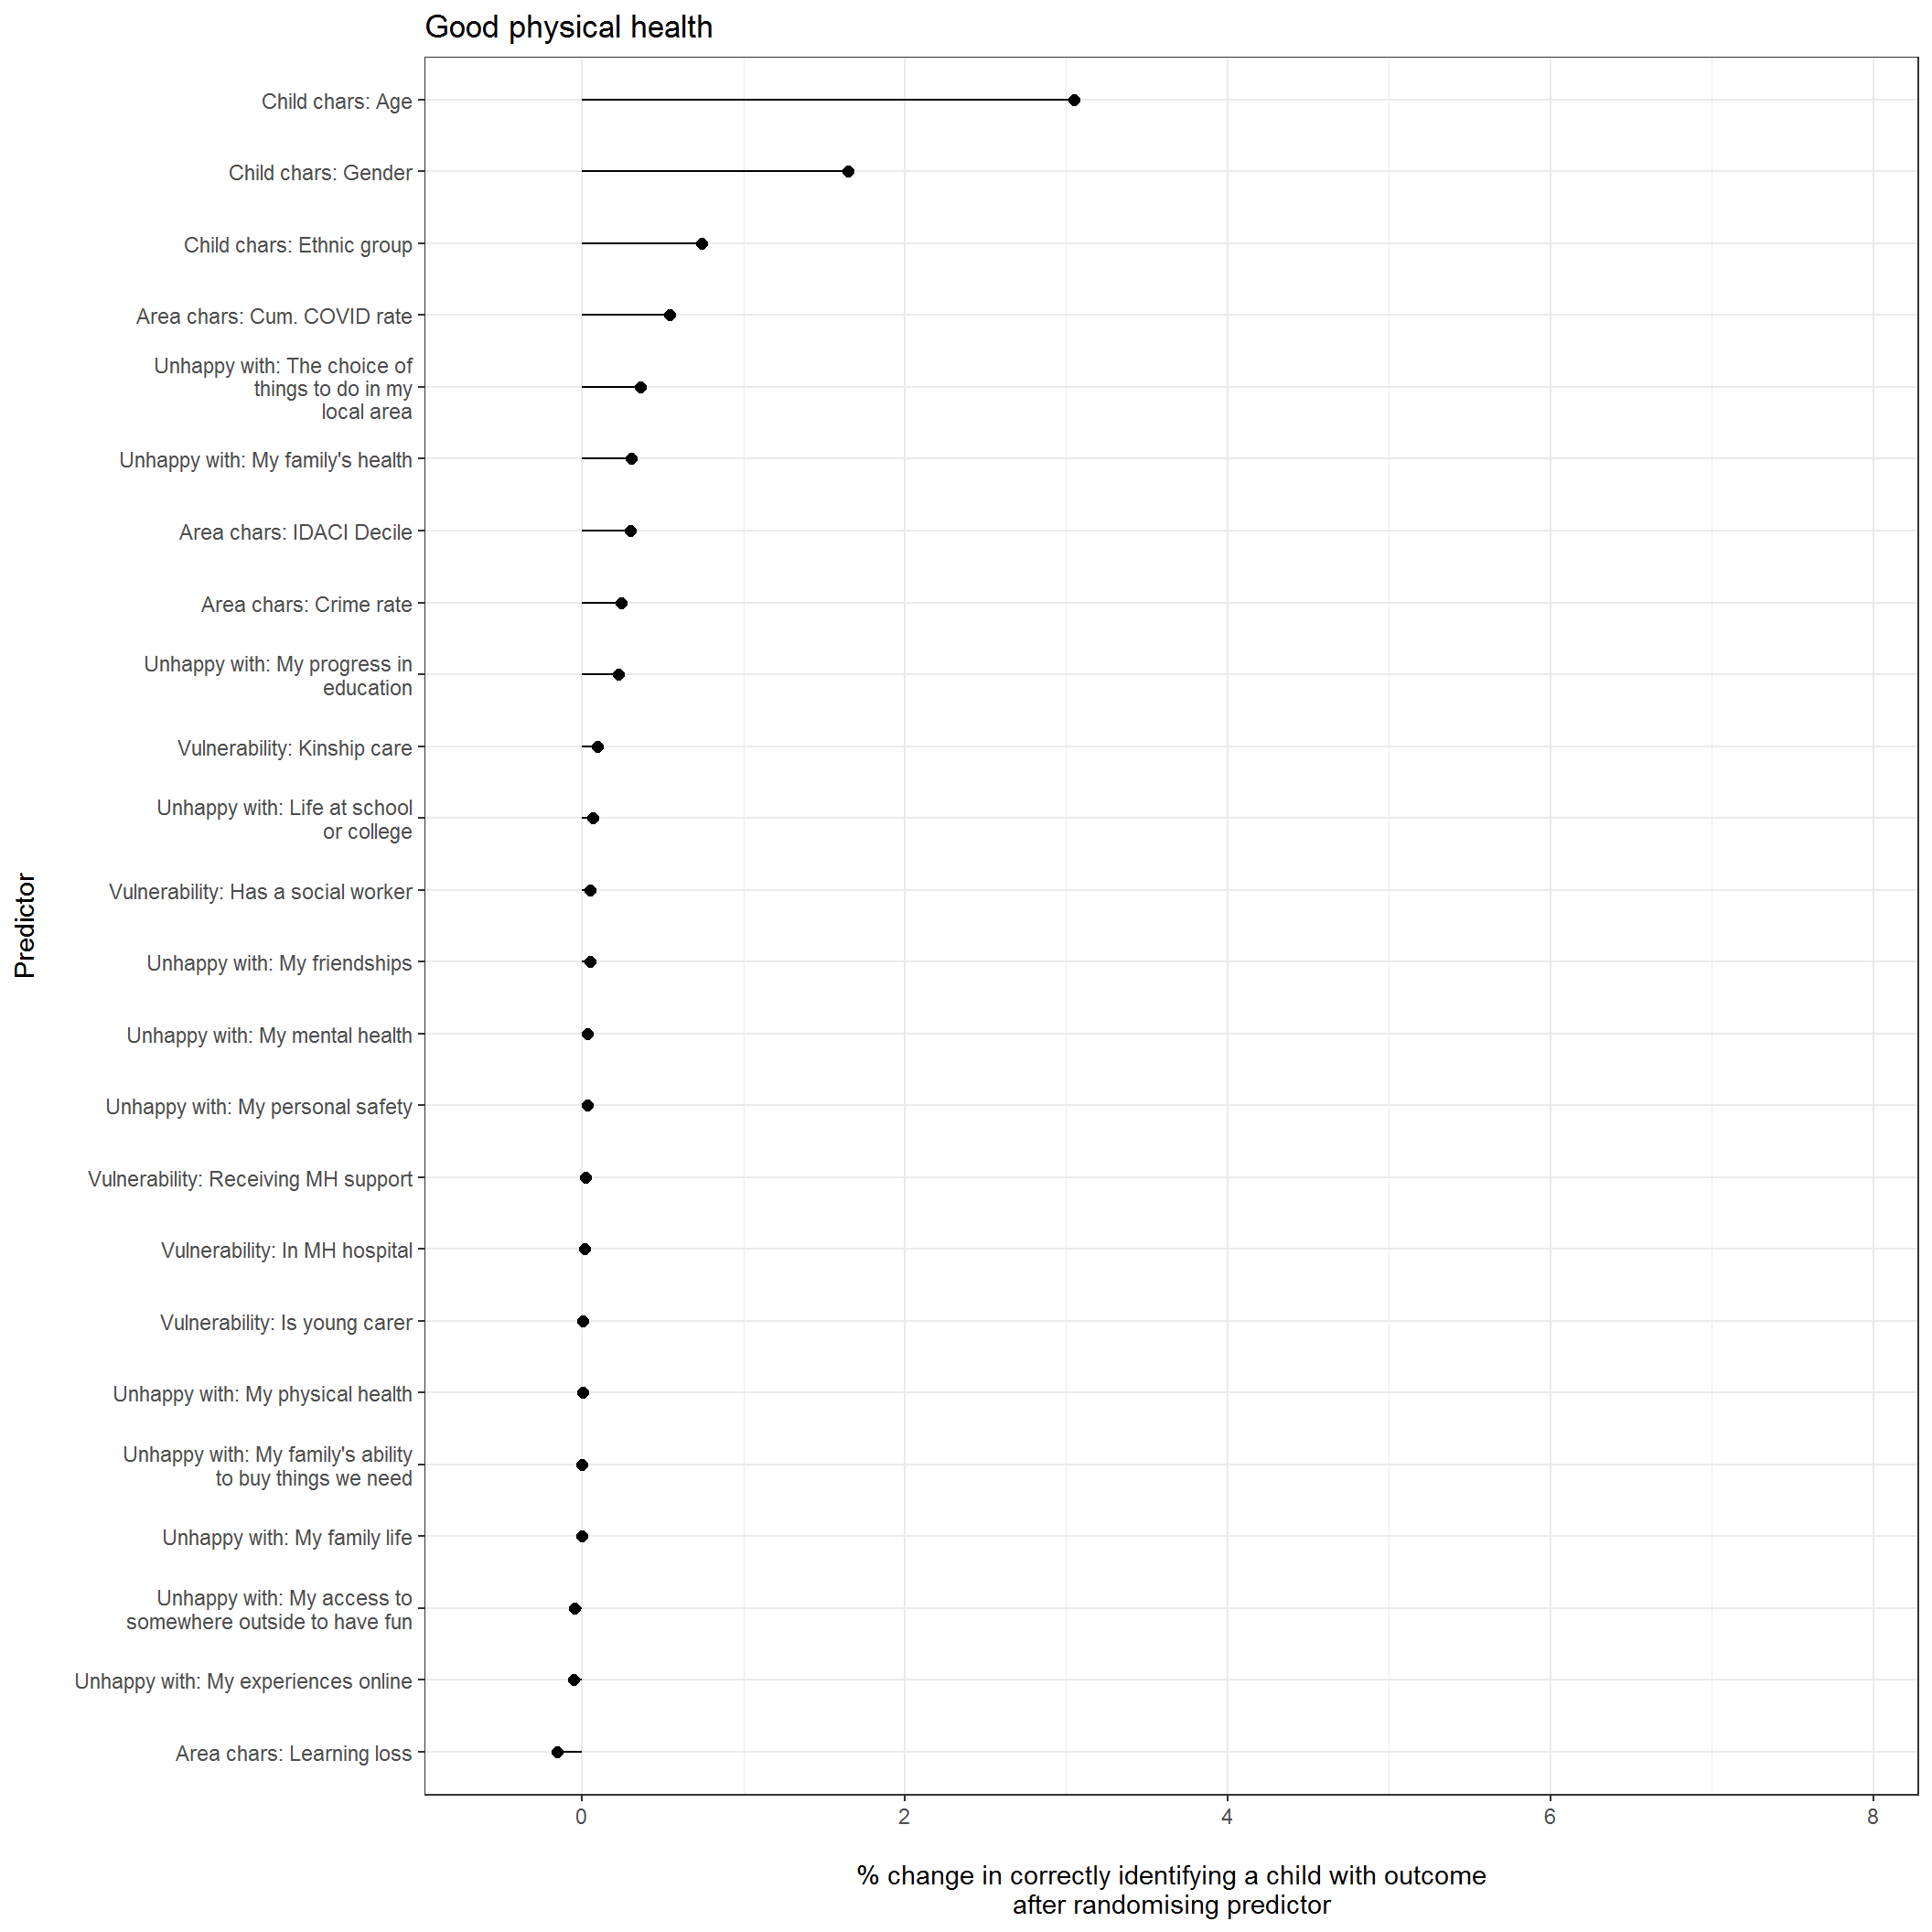 Good physical health
Child chars: Age
Child chars: Gender
Child chars: Ethnic group
Area chars: Cum. COVID rate
Unhappy with: The choice of
things to do in my
local area
Unhappy with: My family's health
Area chars: IDACI Decile
Area chars: Crime rate
Unhappy with: My progress in
education
Vulnerability: Kinship care
Unhappy with: Life at school
or college
Vulnerability: Has a social worker
Unhappy with: My friendships
Unhappy with: My mental health
Unhappy with: My personal safety
Vulnerability: Receiving MH support
Vulnerability: In MH hospital
Vulnerability: Is young carer
Unhappy with: My physical health
Unhappy with: My family's ability
to buy things we need
Unhappy with: My family life
Unhappy with: My access to
somewhere outside to have fun
Unhappy with: My experiences online
Area chars: Learning loss
Predictor
0 2 4 6 8
% change in correctly identifying a child with outcome
after randomising predictor